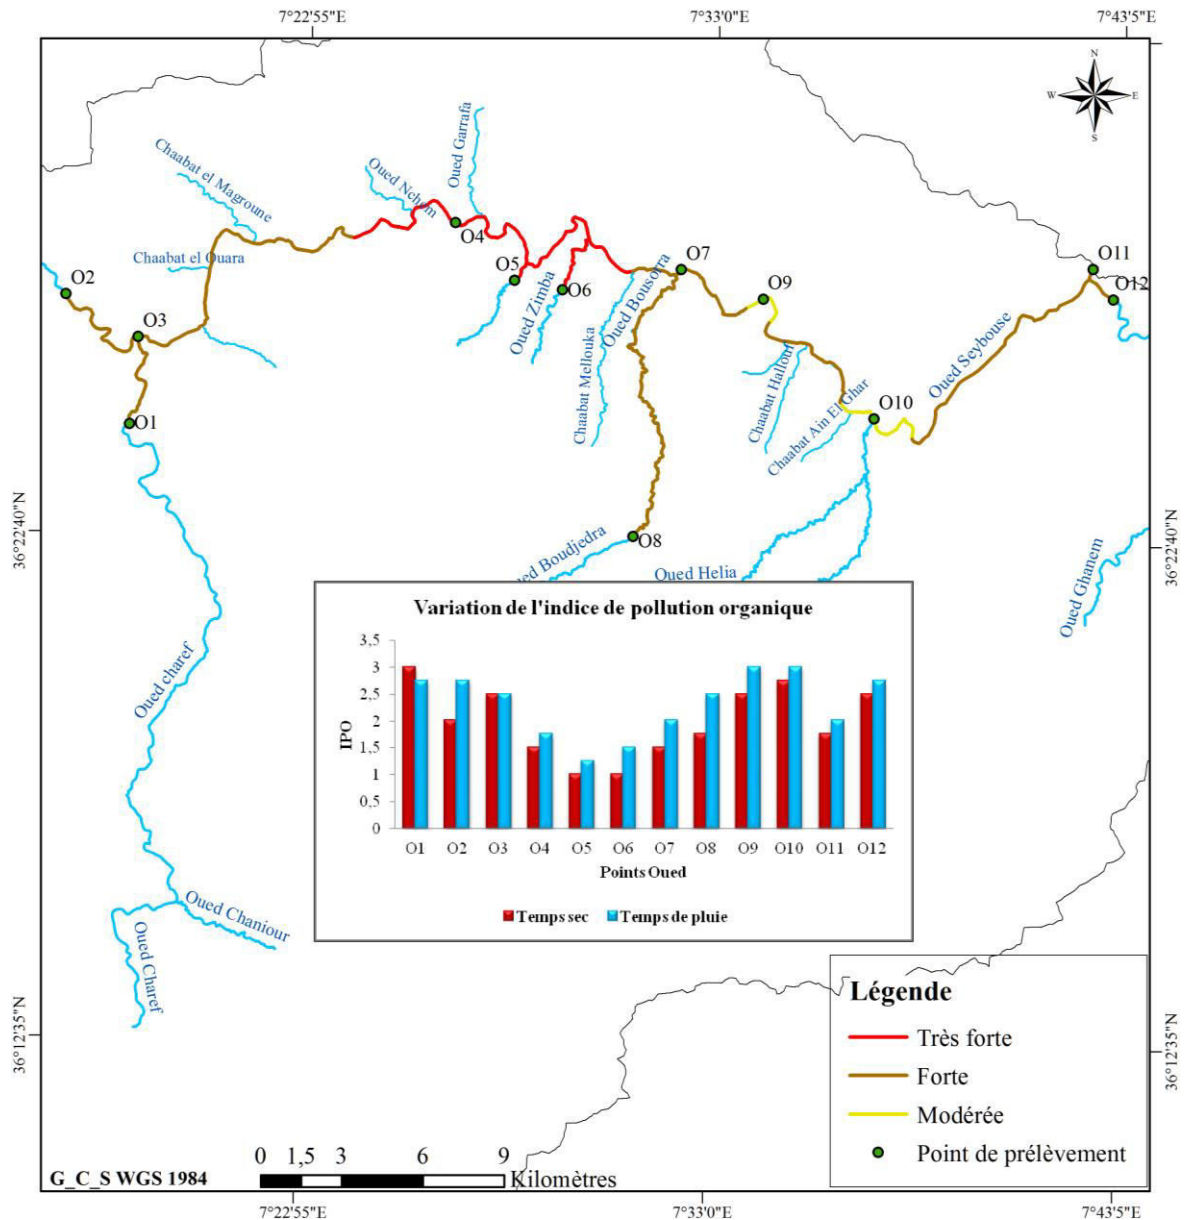 7°22'55"E
7°33'0"E
7°43'5"E
N
W
E
S
Chaabat el Magroune
Oued Nchem
Oued Garrafa
Chaabat el Ouara
O4
O2
O3
O1
O5
Oued Zimba
O6
Chaabat Mellouka
Oued Bousorra
O7
O9
O11
O12
Chaabat Hallouf
Chaabat Ain El Ghar
O10
Oued Seybouse
O8
Boudjedra
Oued Helia
Oued Ghanem
36°22'40"N
36°22'40"N
Oued charef
Variation de l'indice de pollution organique
IPO
3,5
3
2,5
2
1,5
1
0,5
0
O1 O2 O3 O4 O5 O6 O7 O8 O9 O10 O11 O12
Points Oued
Temps sec Temps de pluie
Oued Chaniour
Oued Charef
36°12'35"N
36°12'35"N
Légende
Très forte
Forte
Modérée
Point de prélèvement
G_C_S WGS 1984
0 1,5 3 6 9
Kilomètres
7°22'55"E
7°33'0"E
7°43'5"E